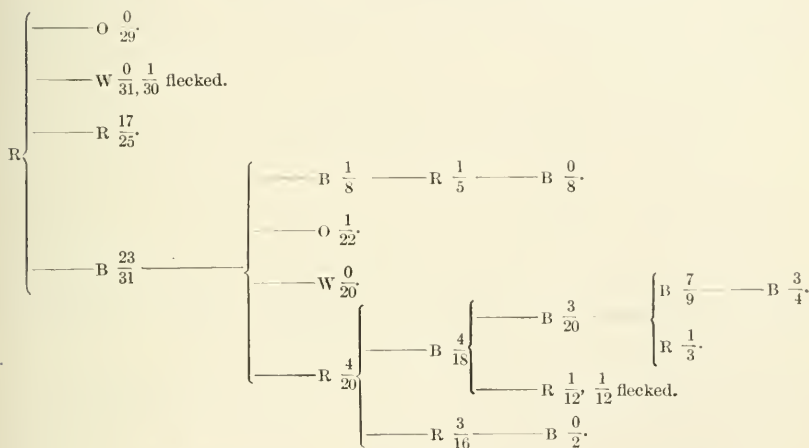 R
O 0/29.
W 0/31, 1/30 flecked.
R 17/25.
B 23/31
B 1/8 R 1/5 B 0/8.
O 1/22.
W 0/20.
R 4/20
B 4/18
B 3/20
B 7/9 B 3/4.
R 1/3.
R 1/12, 1/12 flecked.
R 3/16 B 0/2.